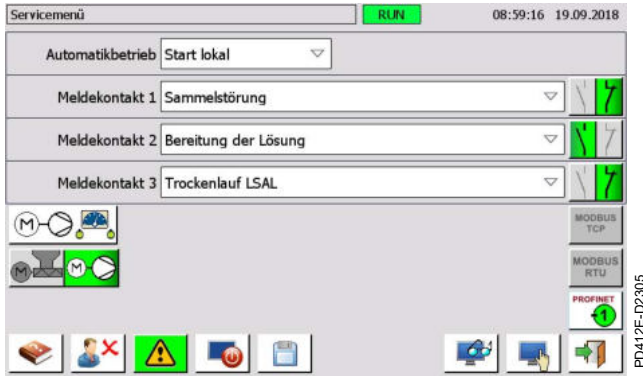 Servicemenü RUN 08:59:16 19.09.2018
Automatikbetrieb Start lokal
Meldekontakt 1 Sammelstörung
Meldekontakt 2 Bereitung der Lösung
Meldekontakt 3 Trockenlauf LSAL
M
MODBUS
TCP
M M
MODBUS
RTU
PROFINET
1
PD412E-D2305